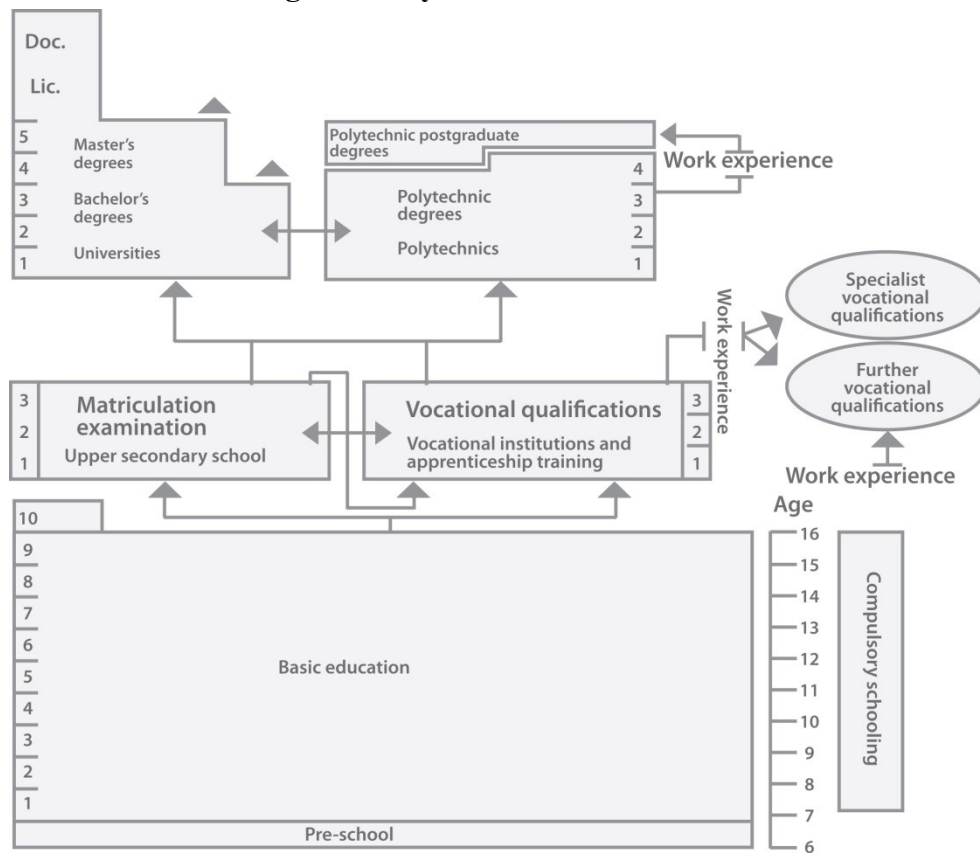 Doc.
Lic.
5
4
3
2
1
Master's
degrees
Bachelor's
degrees
Universities
Polytechnic postgraduate
degrees
Polytechnic
degrees
Polytechnics
4
3
2
1
Work experience
Specialist
vocational
qualifications
Further
vocational
qualifications
Work experience
Work experience
3
2
1
Matriculation
examination
Upper secondary school
Vocational qualifications
Vocational institutions and
apprenticeship training
3
2
1
10
9
8
7
6
5
4
3
2
1
Basic education
Pre-school
Age
16
15
14
13
12
11
10
9
8
7
6
Compulsory schooling